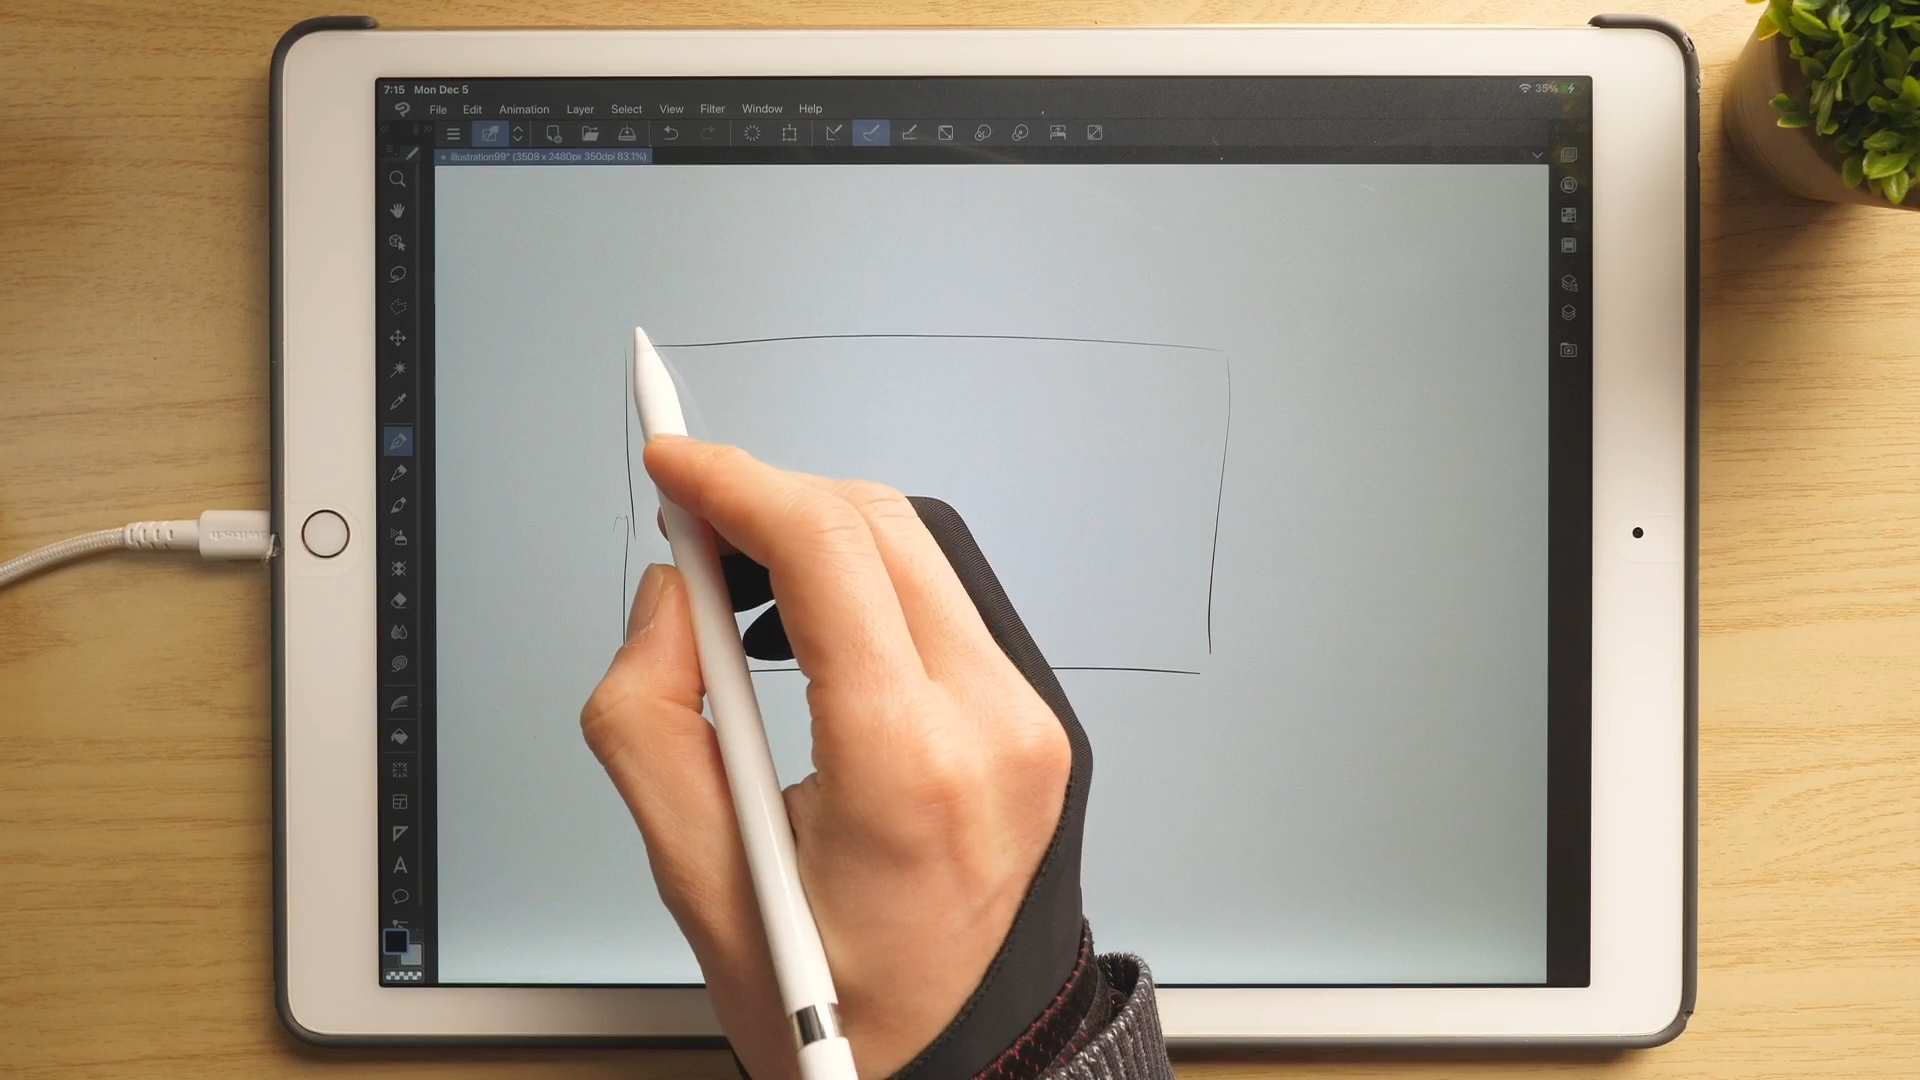 7:15 Mon Dec 5
35%
File Edit Animation Layer Select View Filter Window Help
Illustration99* (3508 x 2480px 350dpi 83.1%)
A